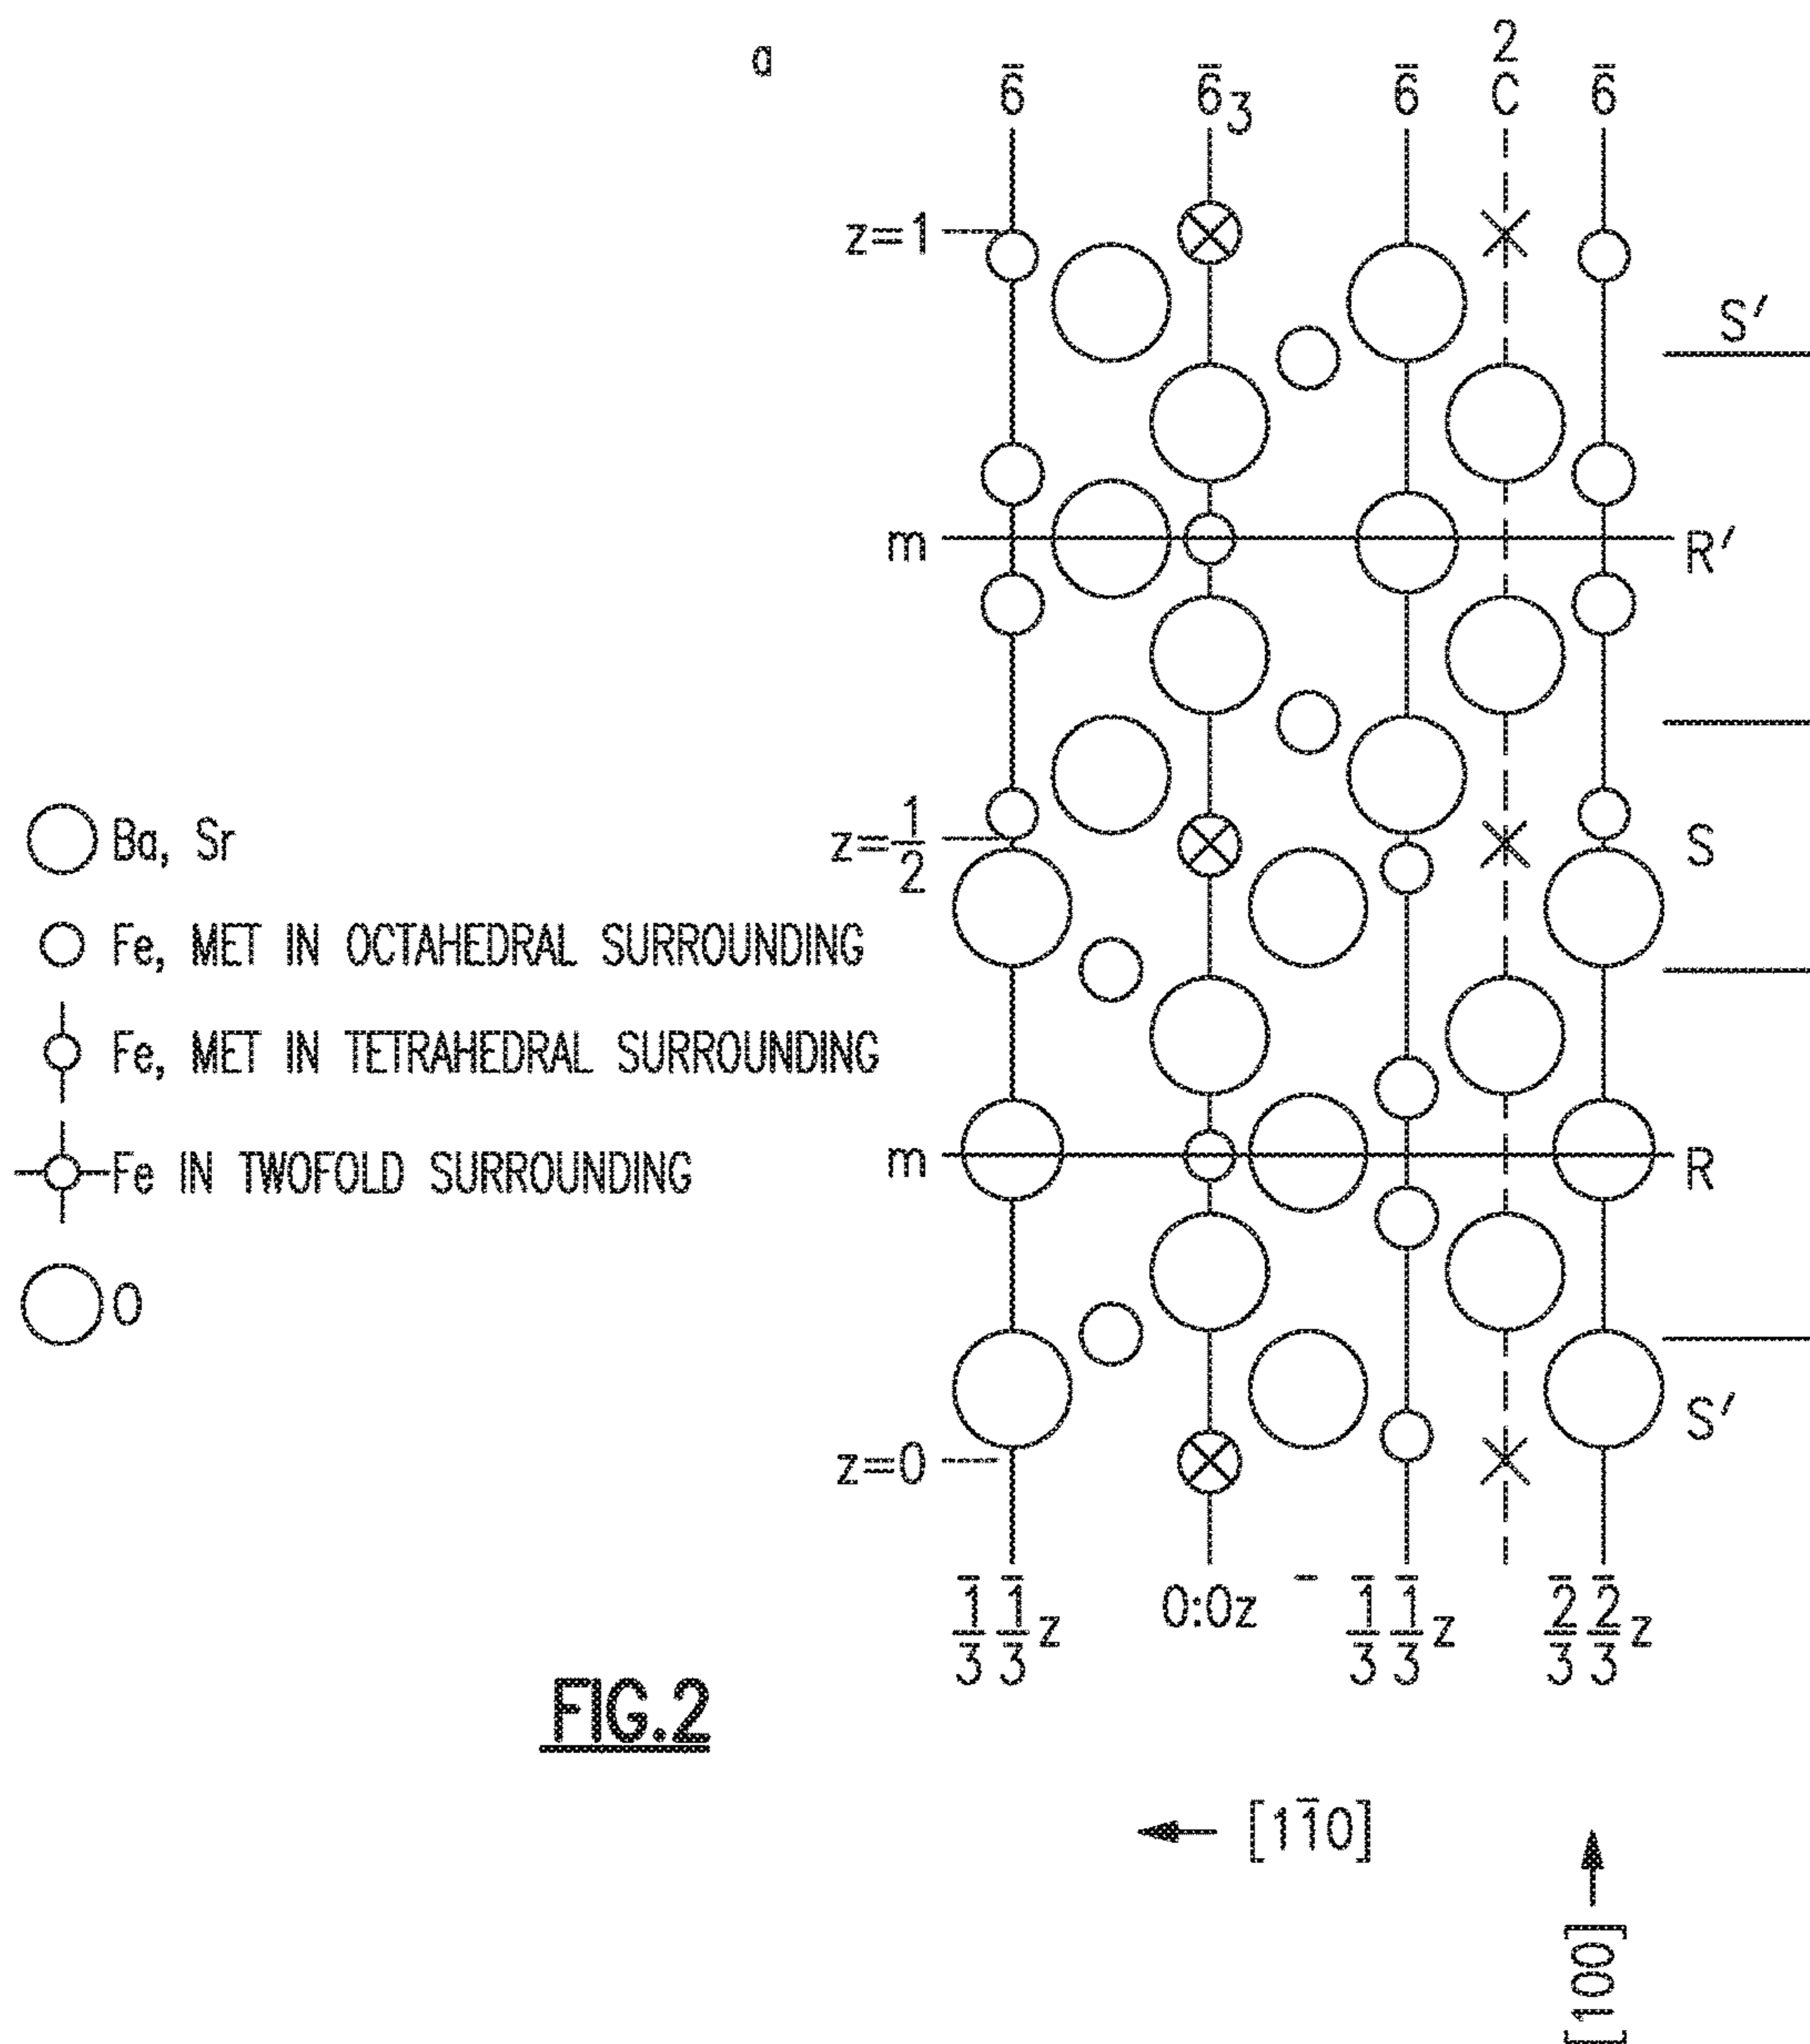 a
6̅ 6̅3 6̅ 2 C 6̅
z=1
S′
m R′
Ba, Sr
z=1/2 S
Fe, MET IN OCTAHEDRAL SURROUNDING
Fe, MET IN TETRAHEDRAL SURROUNDING
Fe IN TWOFOLD SURROUNDING
m R
O
S′
z=0
1̅/3 1̅/3 z 0:0z - 1̅/3 1̅/3 z 2̅/3 2̅/3 z
FIG.2
[11̅0]
[100]